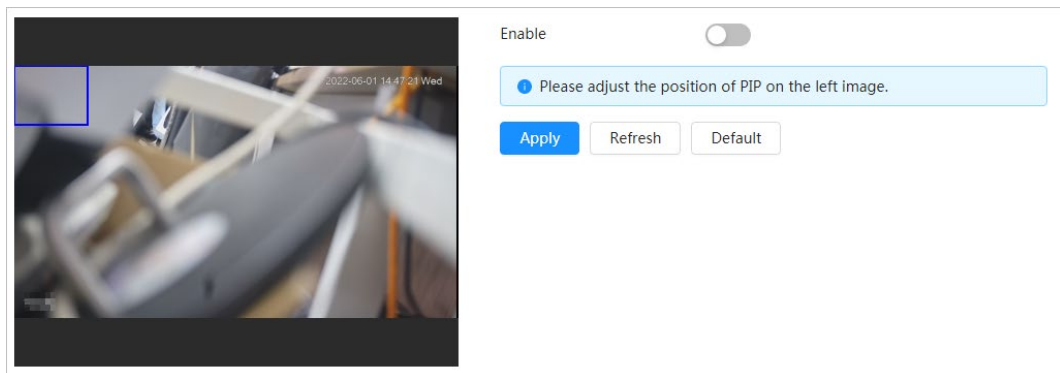 Enable
2022-06-01 14:47:21 Wed
Please adjust the position of PIP on the left image.
Apply
Refresh
Default